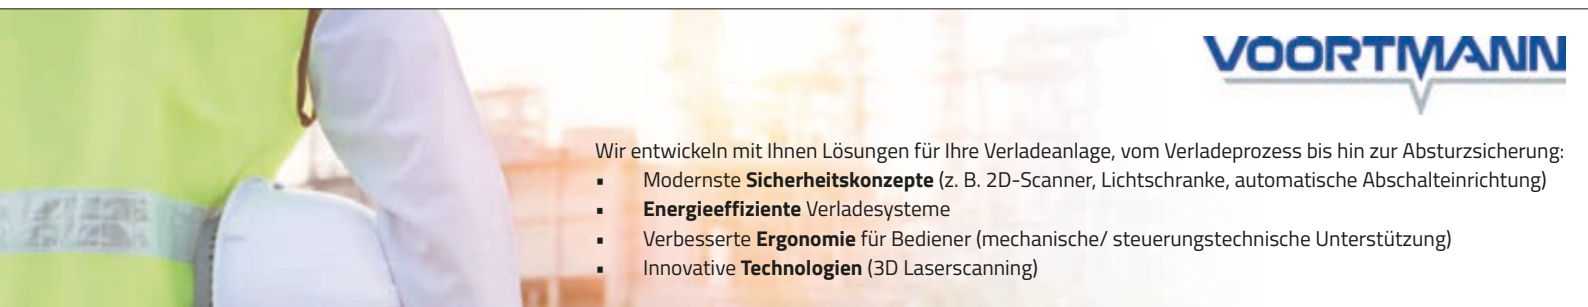 VOORTMANN
Wir entwickeln mit Ihnen Lösungen für Ihre Verladeanlage, vom Verladeprozess bis hin zur Absturzsicherung:
▪ Modernste Sicherheitskonzepte (z. B. 2D-Scanner, Lichtschranke, automatische Abschalteinrichtung)
▪ Energieeffiziente Verladesysteme
▪ Verbesserte Ergonomie für Bediener (mechanische/ steuerungstechnische Unterstützung)
▪ Innovative Technologien (3D Laserscanning)